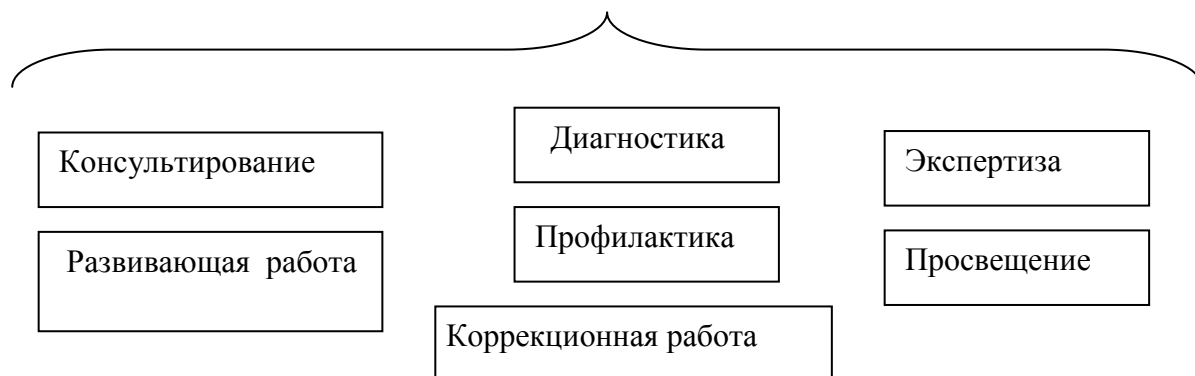 Консультирование
Диагностика
Экспертиза
Развивающая работа
Профилактика
Просвещение
Коррекционная работа